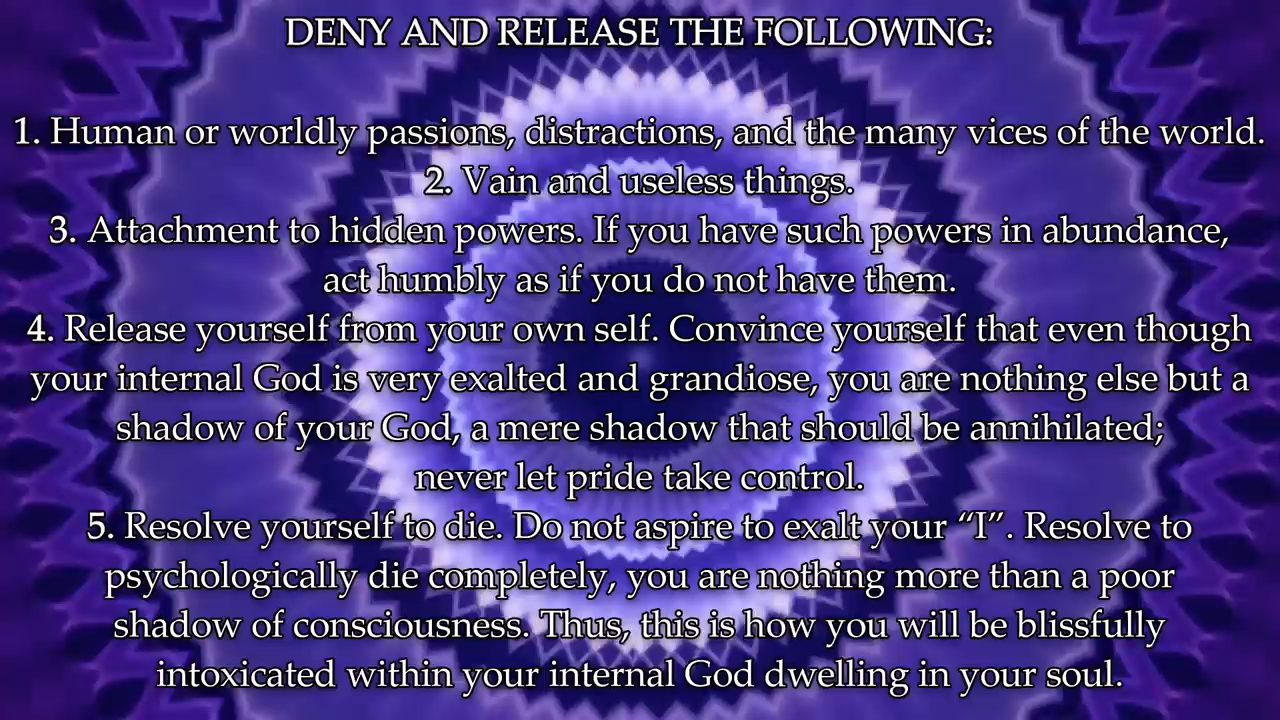 DENY AND RELEASE THE FOLLOWING:
1. Human or worldly passions, distractions, and the many vices of the world.
2. Vain and useless things.
3. Attachment to hidden powers. If you have such powers in abundance,
act humbly as if you do not have them.
4. Release yourself from your own self. Convince yourself that even though
your internal God is very exalted and grandiose, you are nothing else but a
shadow of your God, a mere shadow that should be annihilated;
never let pride take control.
5. Resolve yourself to die. Do not aspire to exalt your “I”. Resolve to
psychologically die completely, you are nothing more than a poor
shadow of consciousness. Thus, this is how you will be blissfully
intoxicated within your internal God dwelling in your soul.